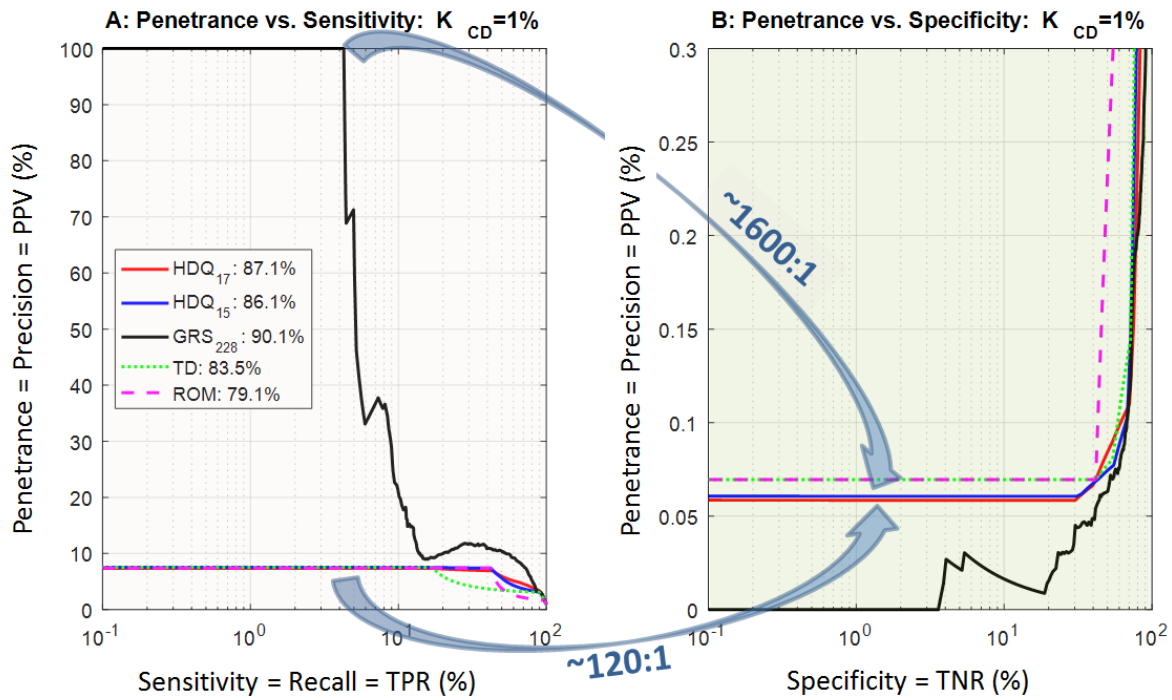 A: Penetrance vs. Sensitivity: K CD=1%
Penetrance = Precision = PPV (%)
100
90
80
70
60
50
40
30
20
10
0
HDQ17: 87.1%
HDQ15: 86.1%
GRS228: 90.1%
TD: 83.5%
ROM: 79.1%
10-1
100
101
102
Sensitivity = Recall = TPR (%)
~1600:1
~120:1
B: Penetrance vs. Specificity: K CD=1%
Penetrance = Precision = PPV (%)
0.3
0.25
0.2
0.15
0.1
0.05
0
10-1
100
101
102
Specificity = TNR (%)